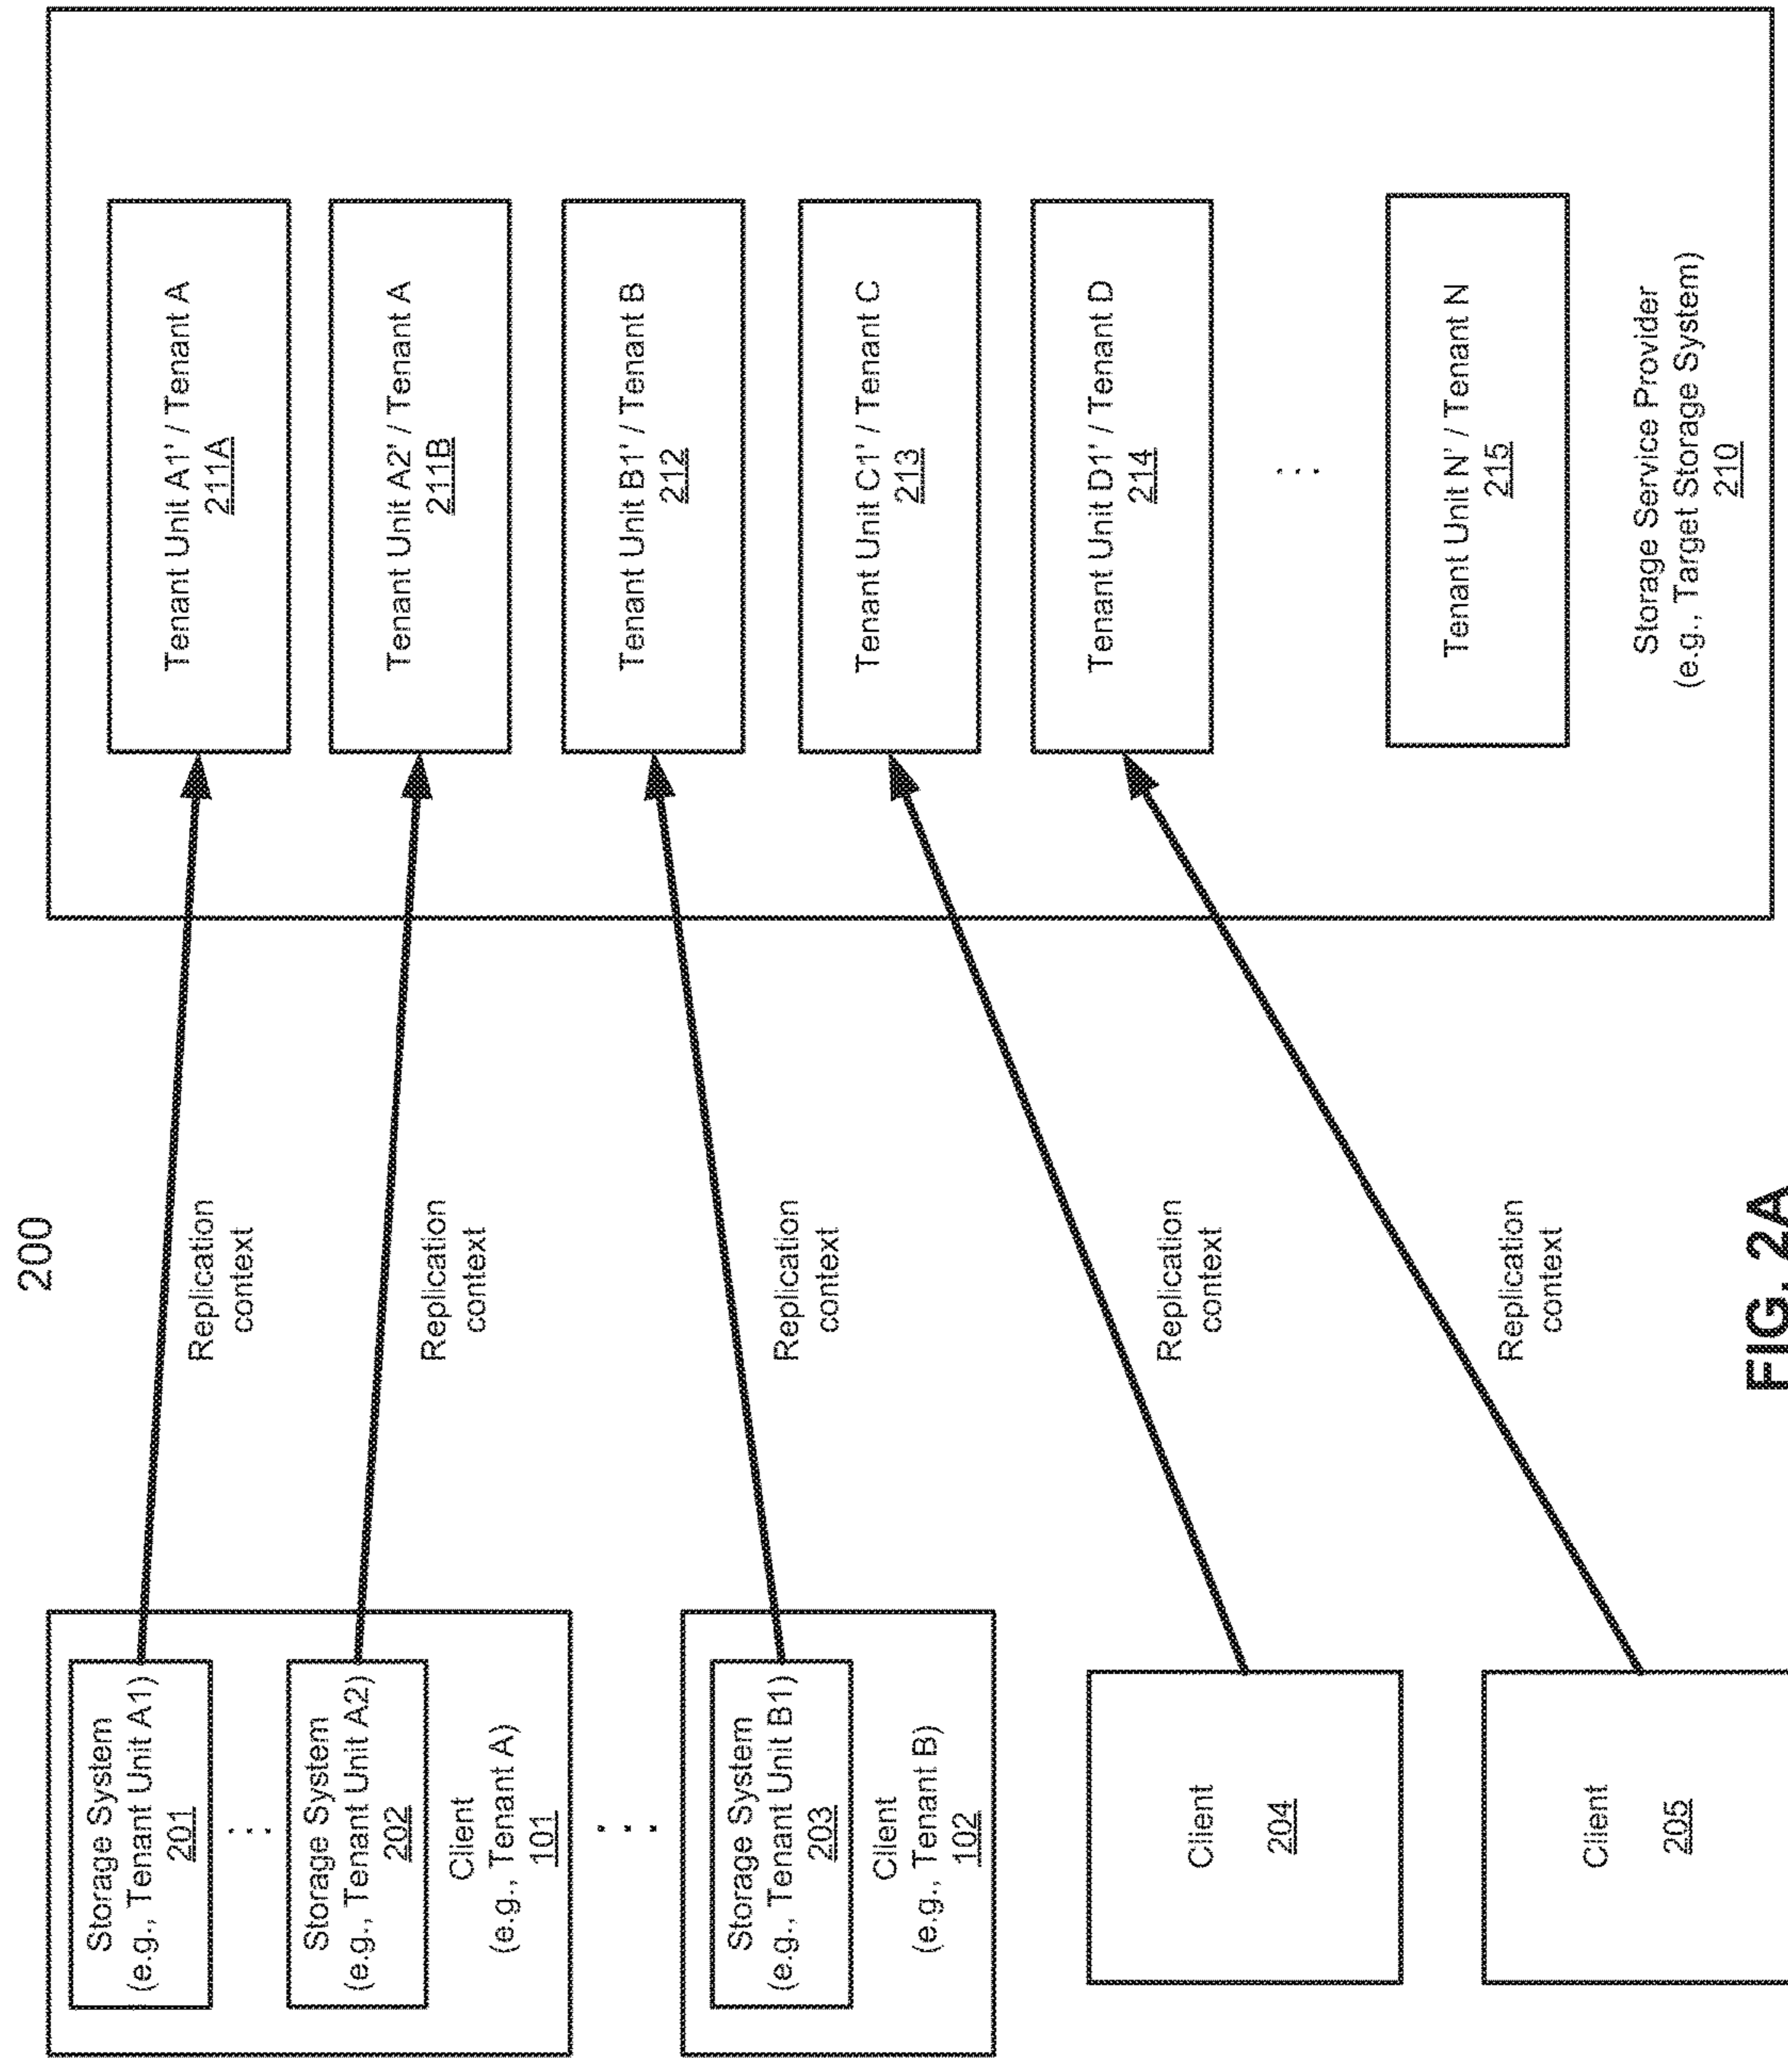 200
Storage System
(e.g., Tenant Unit A1)
201
Storage System
(e.g., Tenant Unit A2)
202
Client
(e.g., Tenant A)
101
Storage System
(e.g., Tenant Unit B1)
203
Client
(e.g., Tenant B)
102
Client
204
Client
205
Replication
context
Replication
context
Replication
context
Replication
context
Replication
context
Tenant Unit A1' / Tenant A
211A
Tenant Unit A2' / Tenant A
211B
Tenant Unit B1' / Tenant B
212
Tenant Unit C1' / Tenant C
213
Tenant Unit D1' / Tenant D
214
Tenant Unit N' / Tenant N
215
Storage Service Provider
(e.g., Target Storage System)
210
FIG. 2A